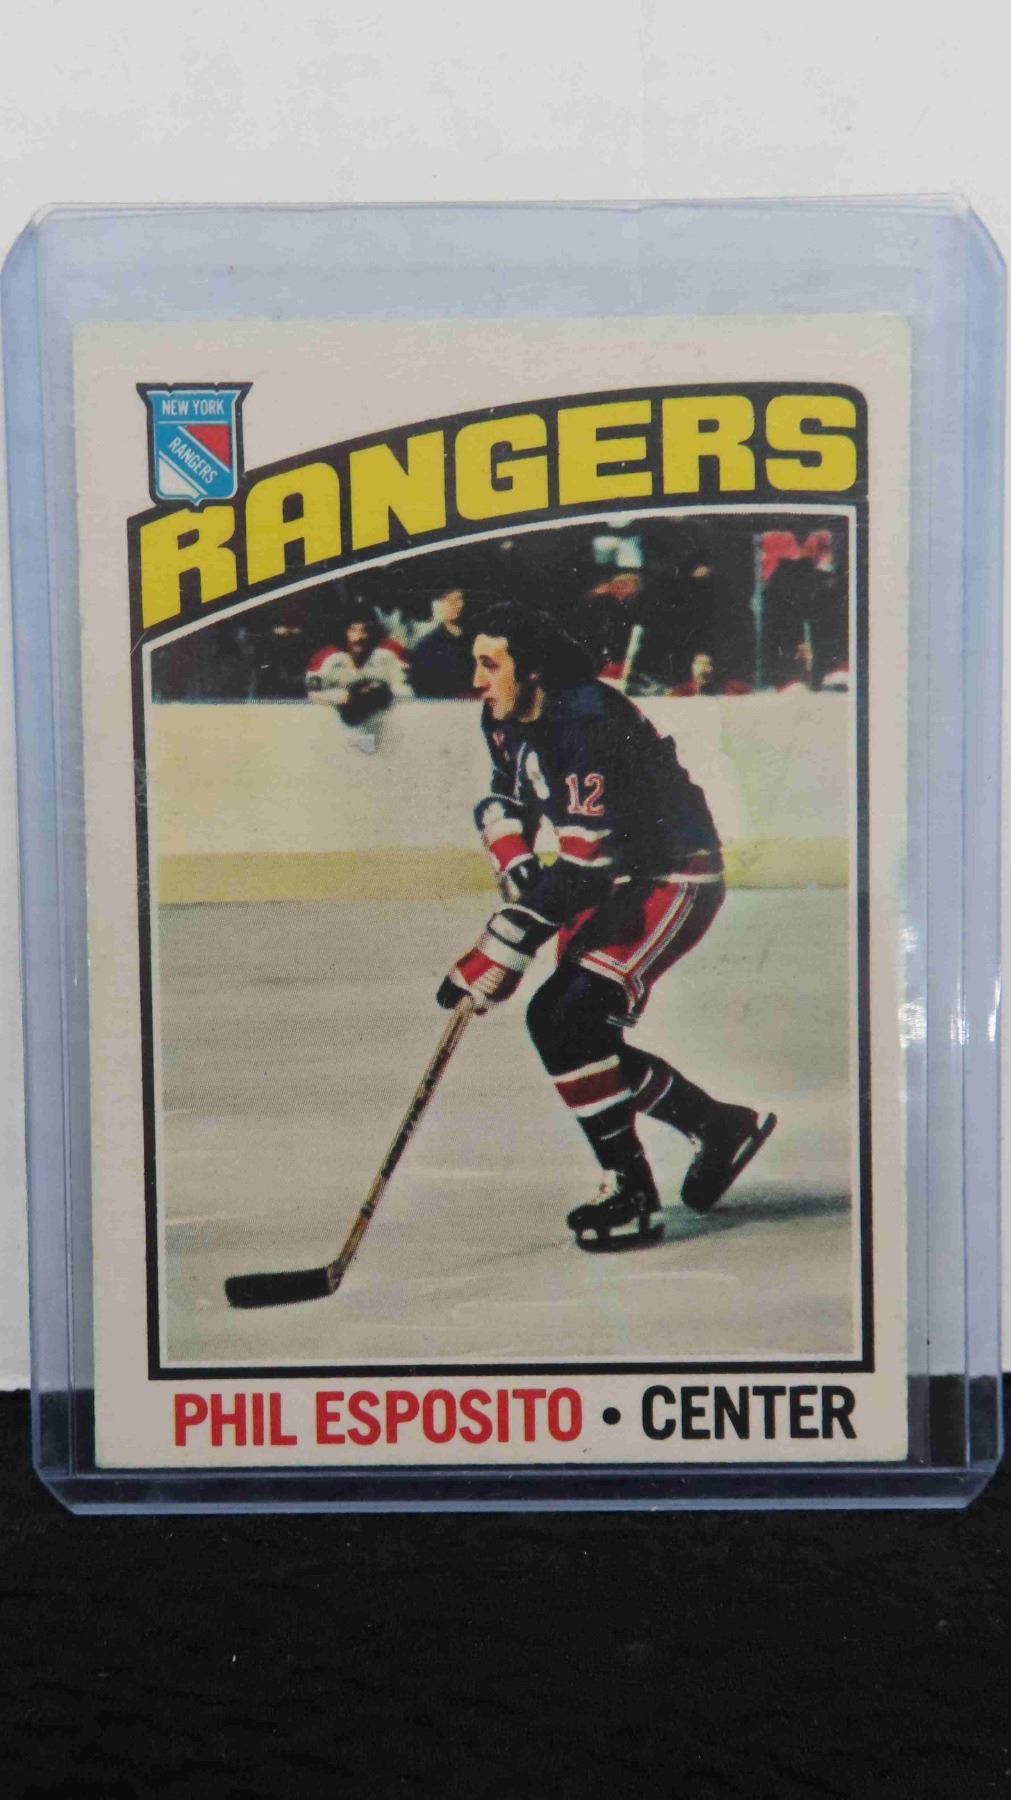 NEW YORK
RANGERS
RANGERS
12
PHIL ESPOSITO • CENTER